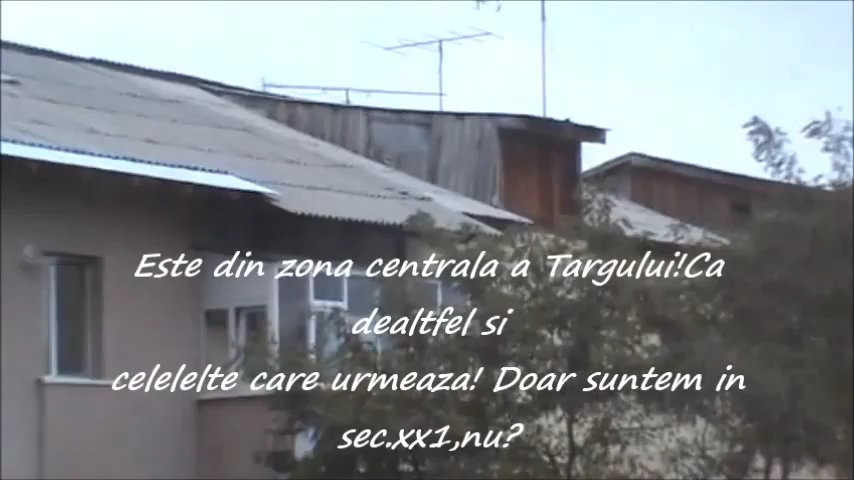 Este din zona centrala a Targului!Ca
dealtfel si
celelelte care urmeaza! Doar suntem in
sec.xx1,nu?